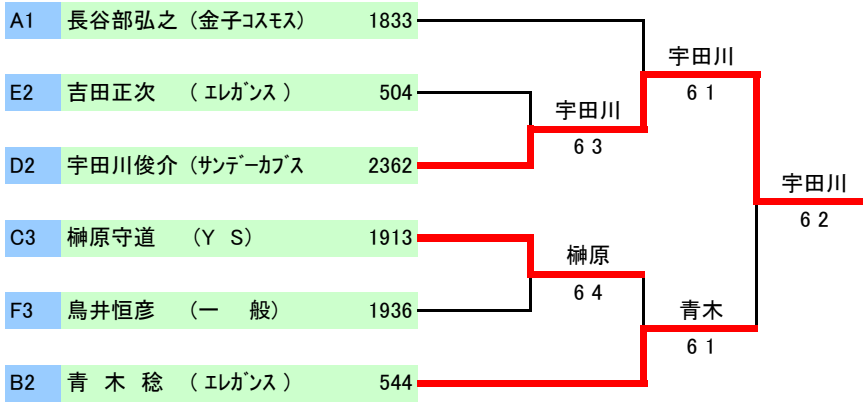 A1 長谷部弘之（金子コスモス） 1833
E2 吉田正次 （ エレガンス ） 504
D2 宇田川俊介（サンデーカブス 2362
C3 榊原守道 （Y S） 1913
F3 鳥井恒彦 （一 般） 1936
B2 青 木 稔 （ エレガンス ） 544
宇田川
6 3
榊原
6 4
宇田川
6 1
青木
6 1
宇田川
6 2